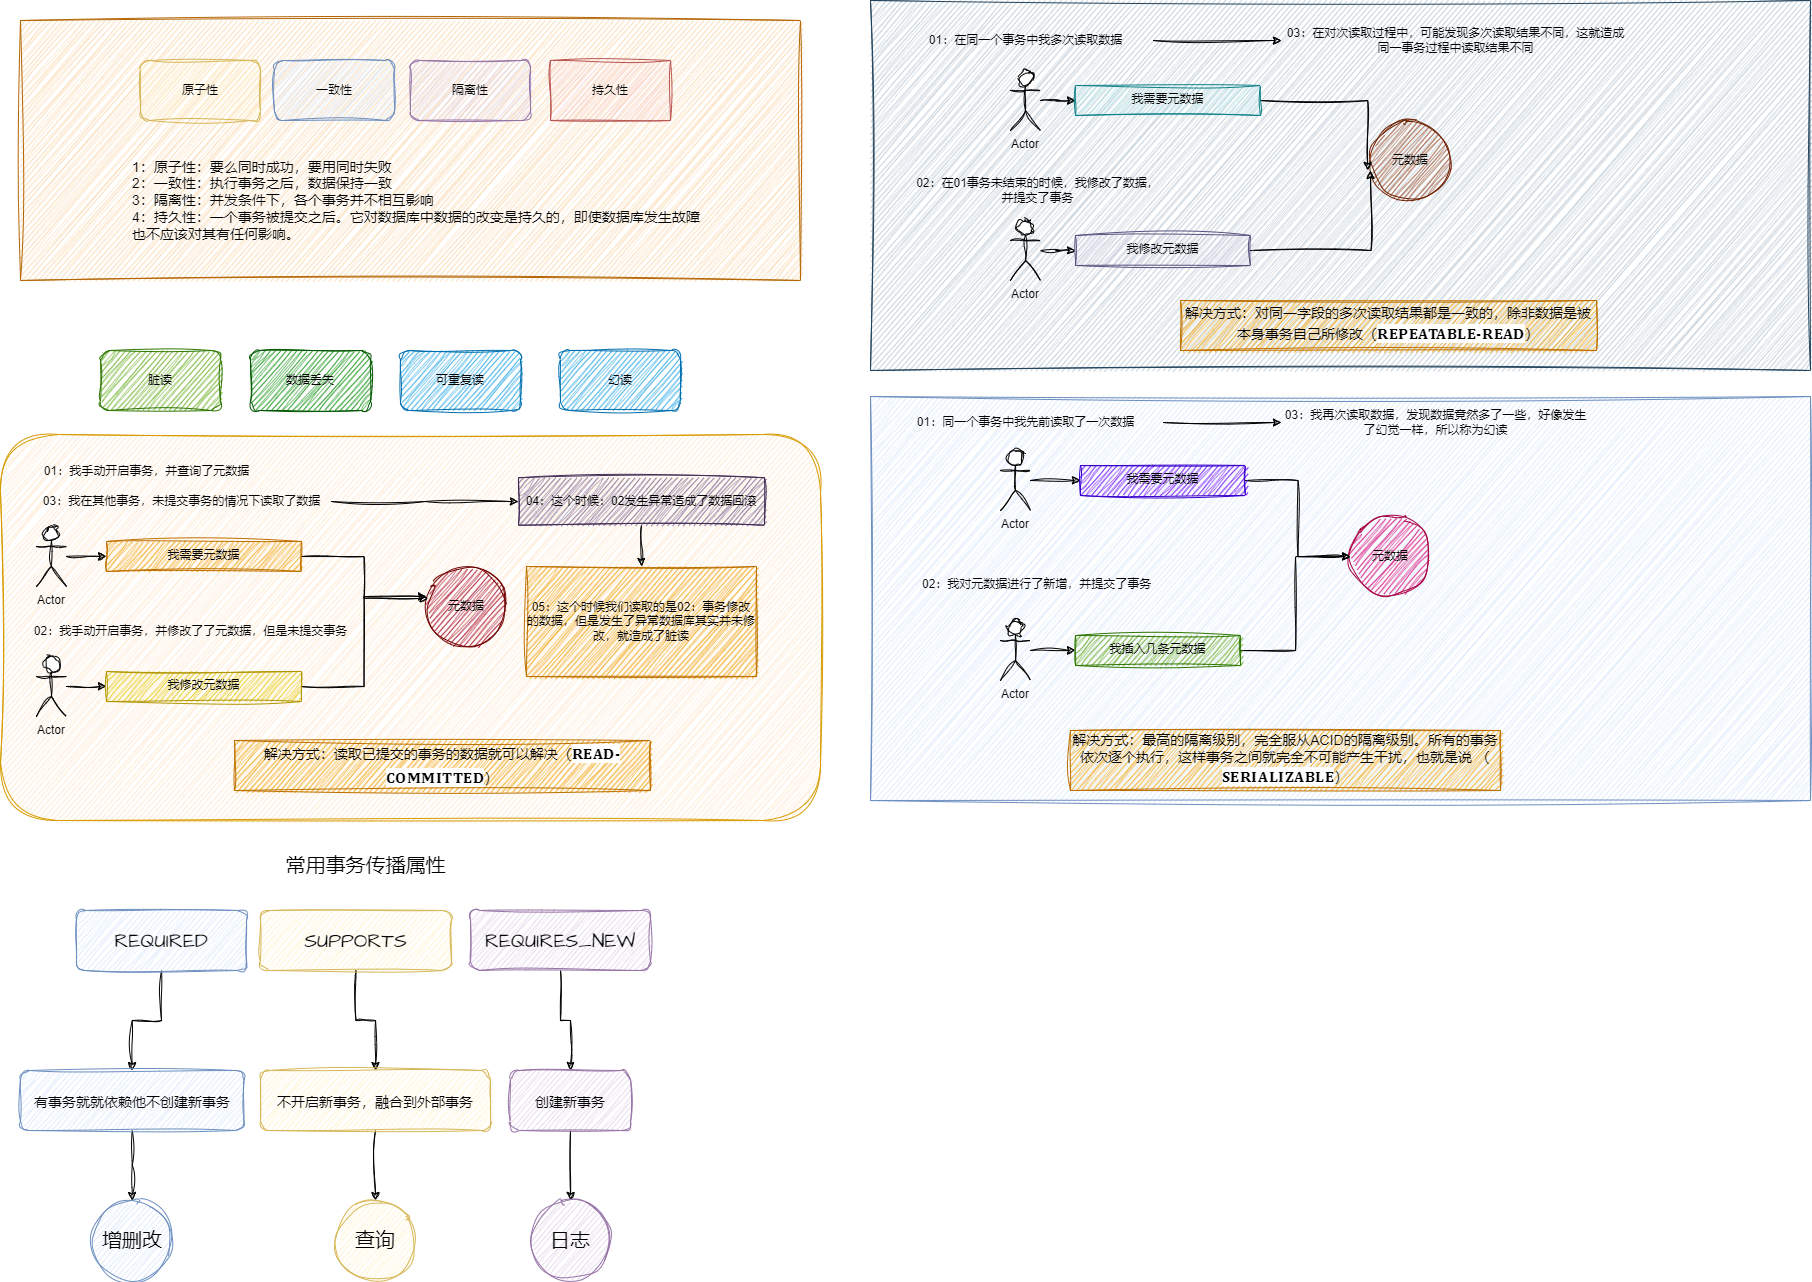 原子性
一致性
隔离性
持久性
1：原子性：要么同时成功，要用同时失败
2：一致性：执行事务之后，数据保持一致
3：隔离性：并发条件下，各个事务并不相互影响
4：持久性：一个事务被提交之后。它对数据库中数据的改变是持久的，即使数据库发生故障
也不应该对其有任何影响。
脏读
数据丢失
可重复读
幻读
01：我手动开启事务，并查询了元数据
03：我在其他事务，未提交事务的情况下读取了数据
04：这个时候：02发生异常造成了数据回滚
我需要元数据
Actor
元数据
05：这个时候我们读取的是02：事务修改
的数据，但是发生了异常数据库其实并未修
改，就造成了脏读
02：我手动开启事务，并修改了了元数据，但是未提交事务
我修改元数据
Actor
解决方式：读取已提交的事务的数据就可以解决（READ-
COMMITTED）
01：在同一个事务中我多次读取数据
03：在对次读取过程中，可能发现多次读取结果不同，这就造成
同一事务过程中读取结果不同
我需要元数据
Actor
元数据
02：在01事务未结束的时候，我修改了数据，
并提交了事务
我修改元数据
Actor
解决方式：对同一字段的多次读取结果都是一致的，除非数据是被
本身事务自己所修改（REPEATABLE-READ）
01：同一个事务中我先前读取了一次数据
03：我再次读取数据，发现数据竟然多了一些，好像发生
了幻觉一样，所以称为幻读
我需要元数据
Actor
元数据
02：我对元数据进行了新增，并提交了事务
我插入几条元数据
Actor
解决方式：最高的隔离级别，完全服从ACID的隔离级别。所有的事务
依次逐个执行，这样事务之间就完全不可能产生干扰，也就是说 （
SERIALIZABLE）
常用事务传播属性
REQUIRED
SUPPORTS
REQUIRES_NEW
有事务就就依赖他不创建新事务
不开启新事务，融合到外部事务
创建新事务
增删改
查询
日志